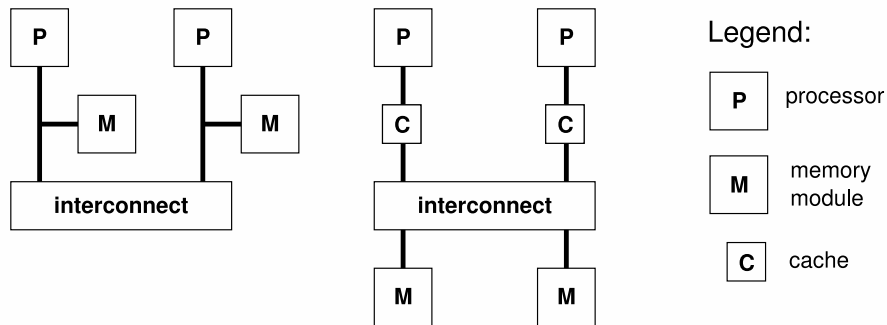 P
P
M
M
interconnect
P
P
C
C
interconnect
M
M
Legend:
P
processor
M
memory
module
C
cache